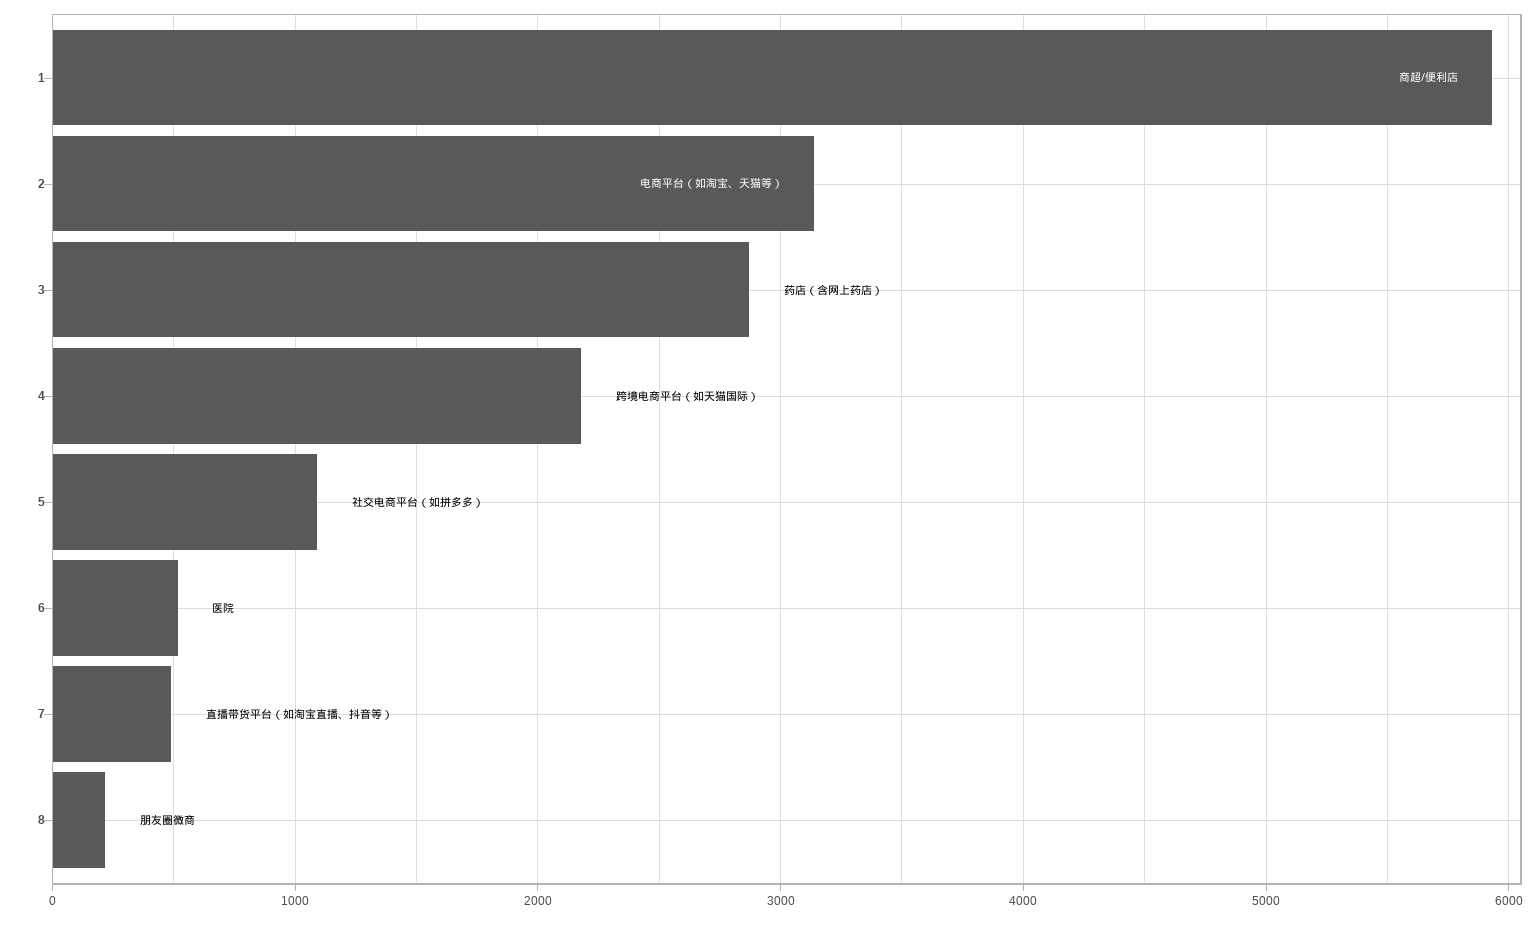 1 商超/便利店
2 电商平台（如淘宝、天猫等）
3 药店（含网上药店）
4 跨境电商平台（如天猫国际）
5 社交电商平台（如拼多多）
6 医院
7 直播带货平台（如淘宝直播、抖音等）
8 朋友圈微商
0 1000 2000 3000 4000 5000 6000